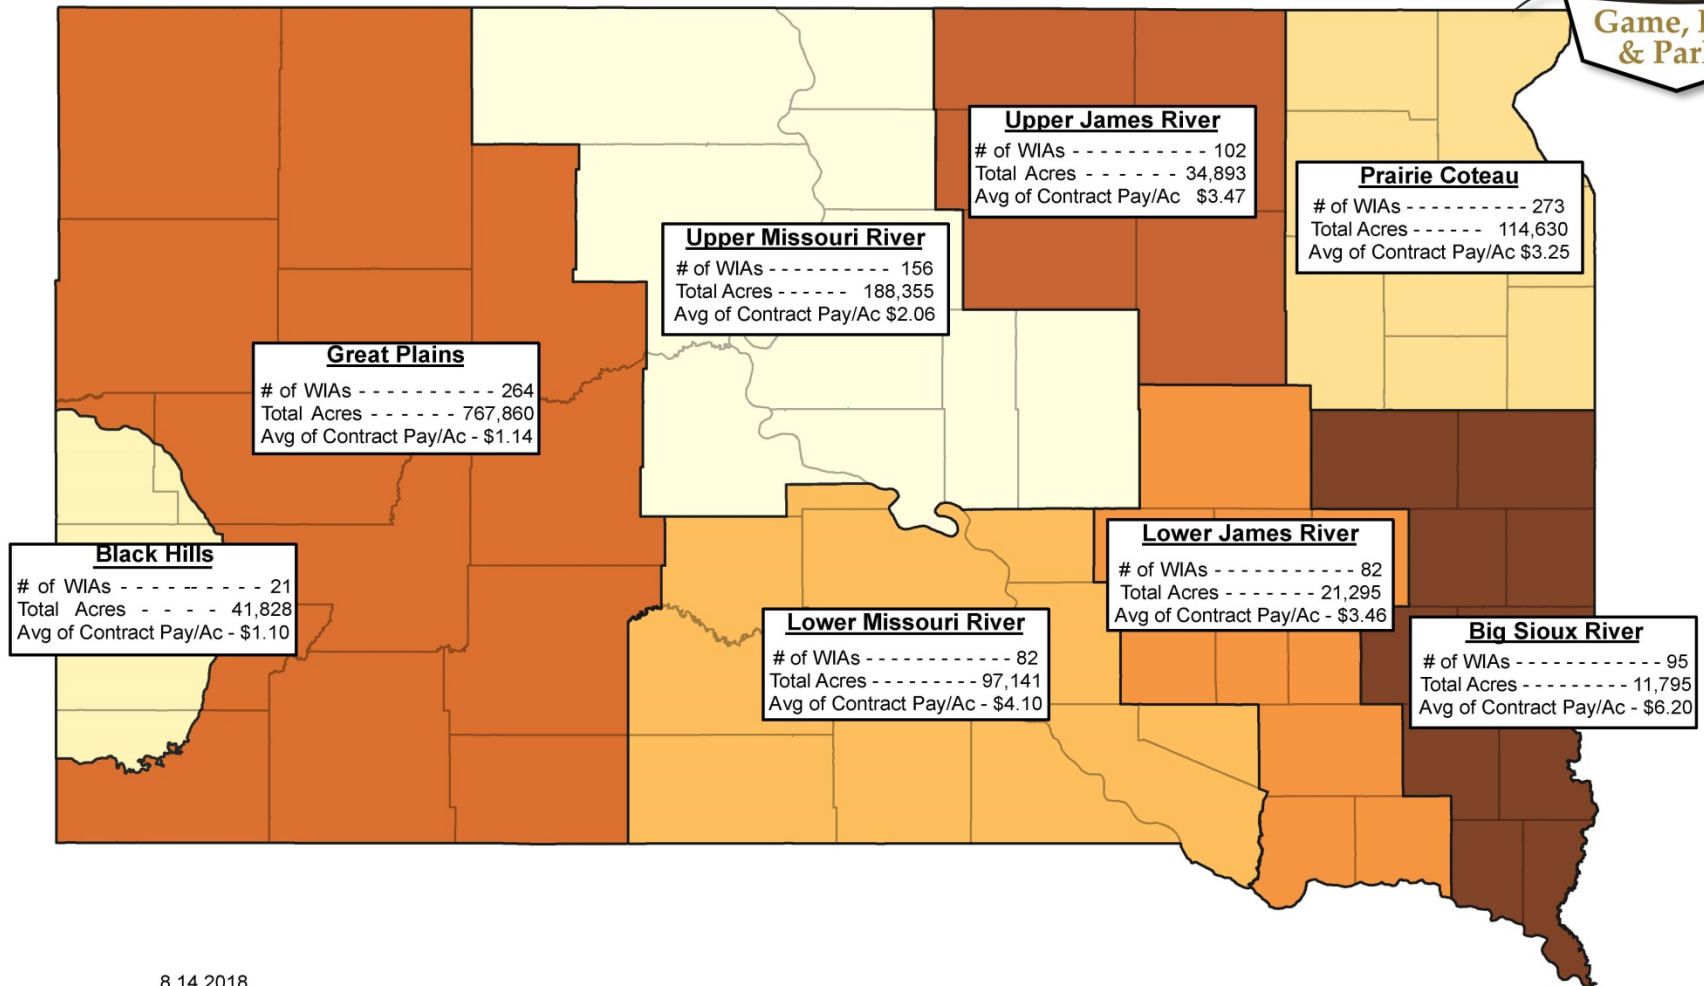 Game,
& Par
Upper James River
# of WIAs - - - - - - - - - - 102
Total Acres - - - - - - 34,893
Avg of Contract Pay/Ac $3.47
Prairie Coteau
# of WIAs - - - - - - - - - - 273
Total Acres - - - - - - 114,630
Avg of Contract Pay/Ac $3.25
Upper Missouri River
# of WIAs - - - - - - - - - - 156
Total Acres - - - - - - 188,355
Avg of Contract Pay/Ac $2.06
Great Plains
# of WIAs - - - - - - - - - - 264
Total Acres - - - - - - 767,860
Avg of Contract Pay/Ac - $1.14
Black Hills
# of WIAs - - - - -- - - - - 21
Total Acres - - - - 41,828
Avg of Contract Pay/Ac - $1.10
Lower James River
# of WIAs - - - - - - - - - - - 82
Total Acres - - - - - - - 21,295
Avg of Contract Pay/Ac - $3.46
Lower Missouri River
# of WIAs - - - - - - - - - - - - 82
Total Acres - - - - - - - - - 97,141
Avg of Contract Pay/Ac - $4.10
Big Sioux River
# of WIAs - - - - - - - - - - - - 95
Total Acres - - - - - - - - - 11,795
Avg of Contract Pay/Ac - $6.20
8.14.2018